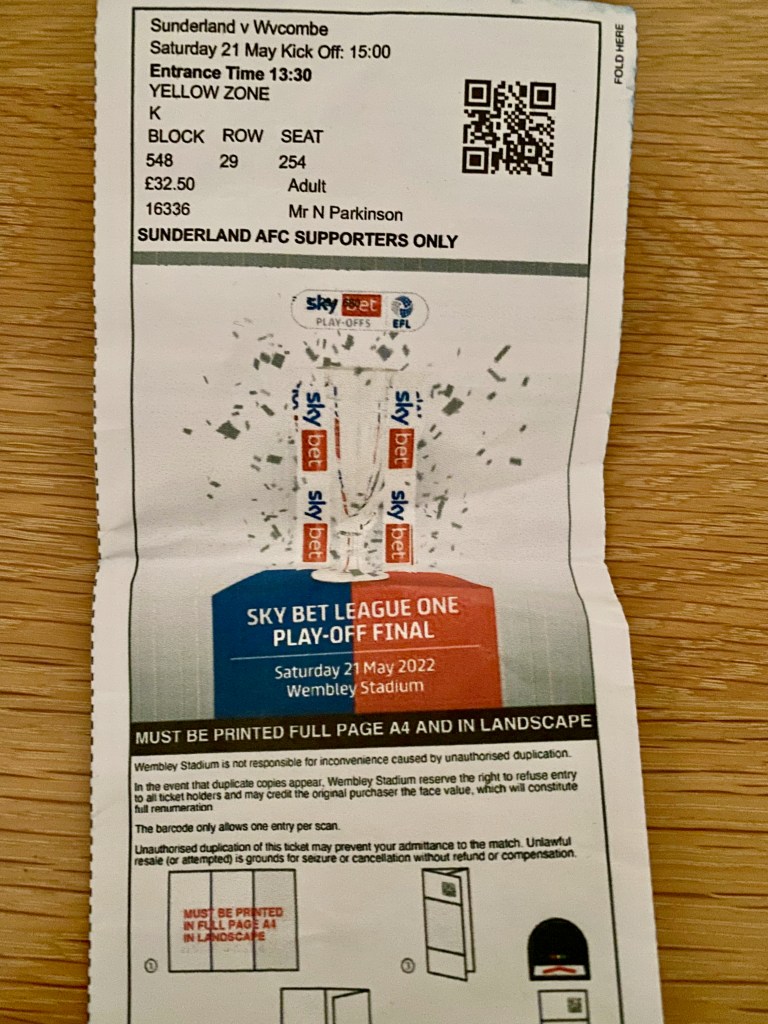 Sunderland v Wycombe
Saturday 21 May Kick Off: 15:00
Entrance Time 13:30
YELLOW ZONE
K
BLOCK ROW SEAT
548 29 254
£32.50 Adult
16336 Mr N Parkinson
SUNDERLAND AFC SUPPORTERS ONLY
FOLD HERE
sky bet
PLAY-OFFS EFL
sky bet sky bet
sky bet sky bet
SKY BET LEAGUE ONE
PLAY-OFF FINAL
Saturday 21 May 2022
Wembley Stadium
MUST BE PRINTED FULL PAGE A4 AND IN LANDSCAPE
Wembley Stadium is not responsible for inconvenience caused by unauthorised duplication.
In the event that duplicate copies appear, Wembley Stadium reserve the right to refuse entry
to all ticket holders and may credit the original purchaser the face value, which will constitute
full renumeration
The barcode only allows one entry per scan.
Unauthorised duplication of this ticket may prevent your admittance to the match. Unlawful
resale (or attempted) is grounds for seizure or cancellation without refund or compensation.
MUST BE PRINTED
IN FULL PAGE A4
IN LANDSCAPE
1 3